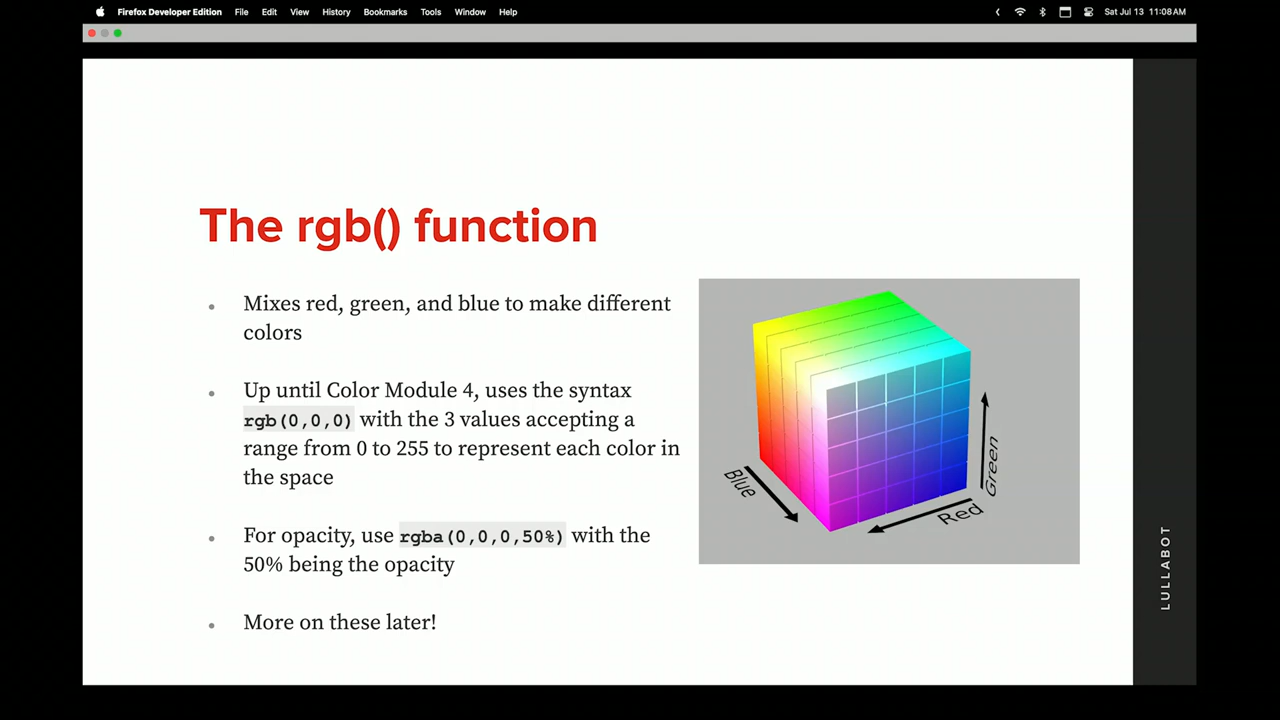 Firefox Developer Edition File Edit View History Bookmarks Tools Window Help Sat Jul 13 11:08 AM
The rgb() function
Mixes red, green, and blue to make different
colors
Up until Color Module 4, uses the syntax
rgb(0,0,0) with the 3 values accepting a
range from 0 to 255 to represent each color in
the space
For opacity, use rgba(0,0,0,50%) with the
50% being the opacity
More on these later!
Blue
Red
Green
LULLABOT